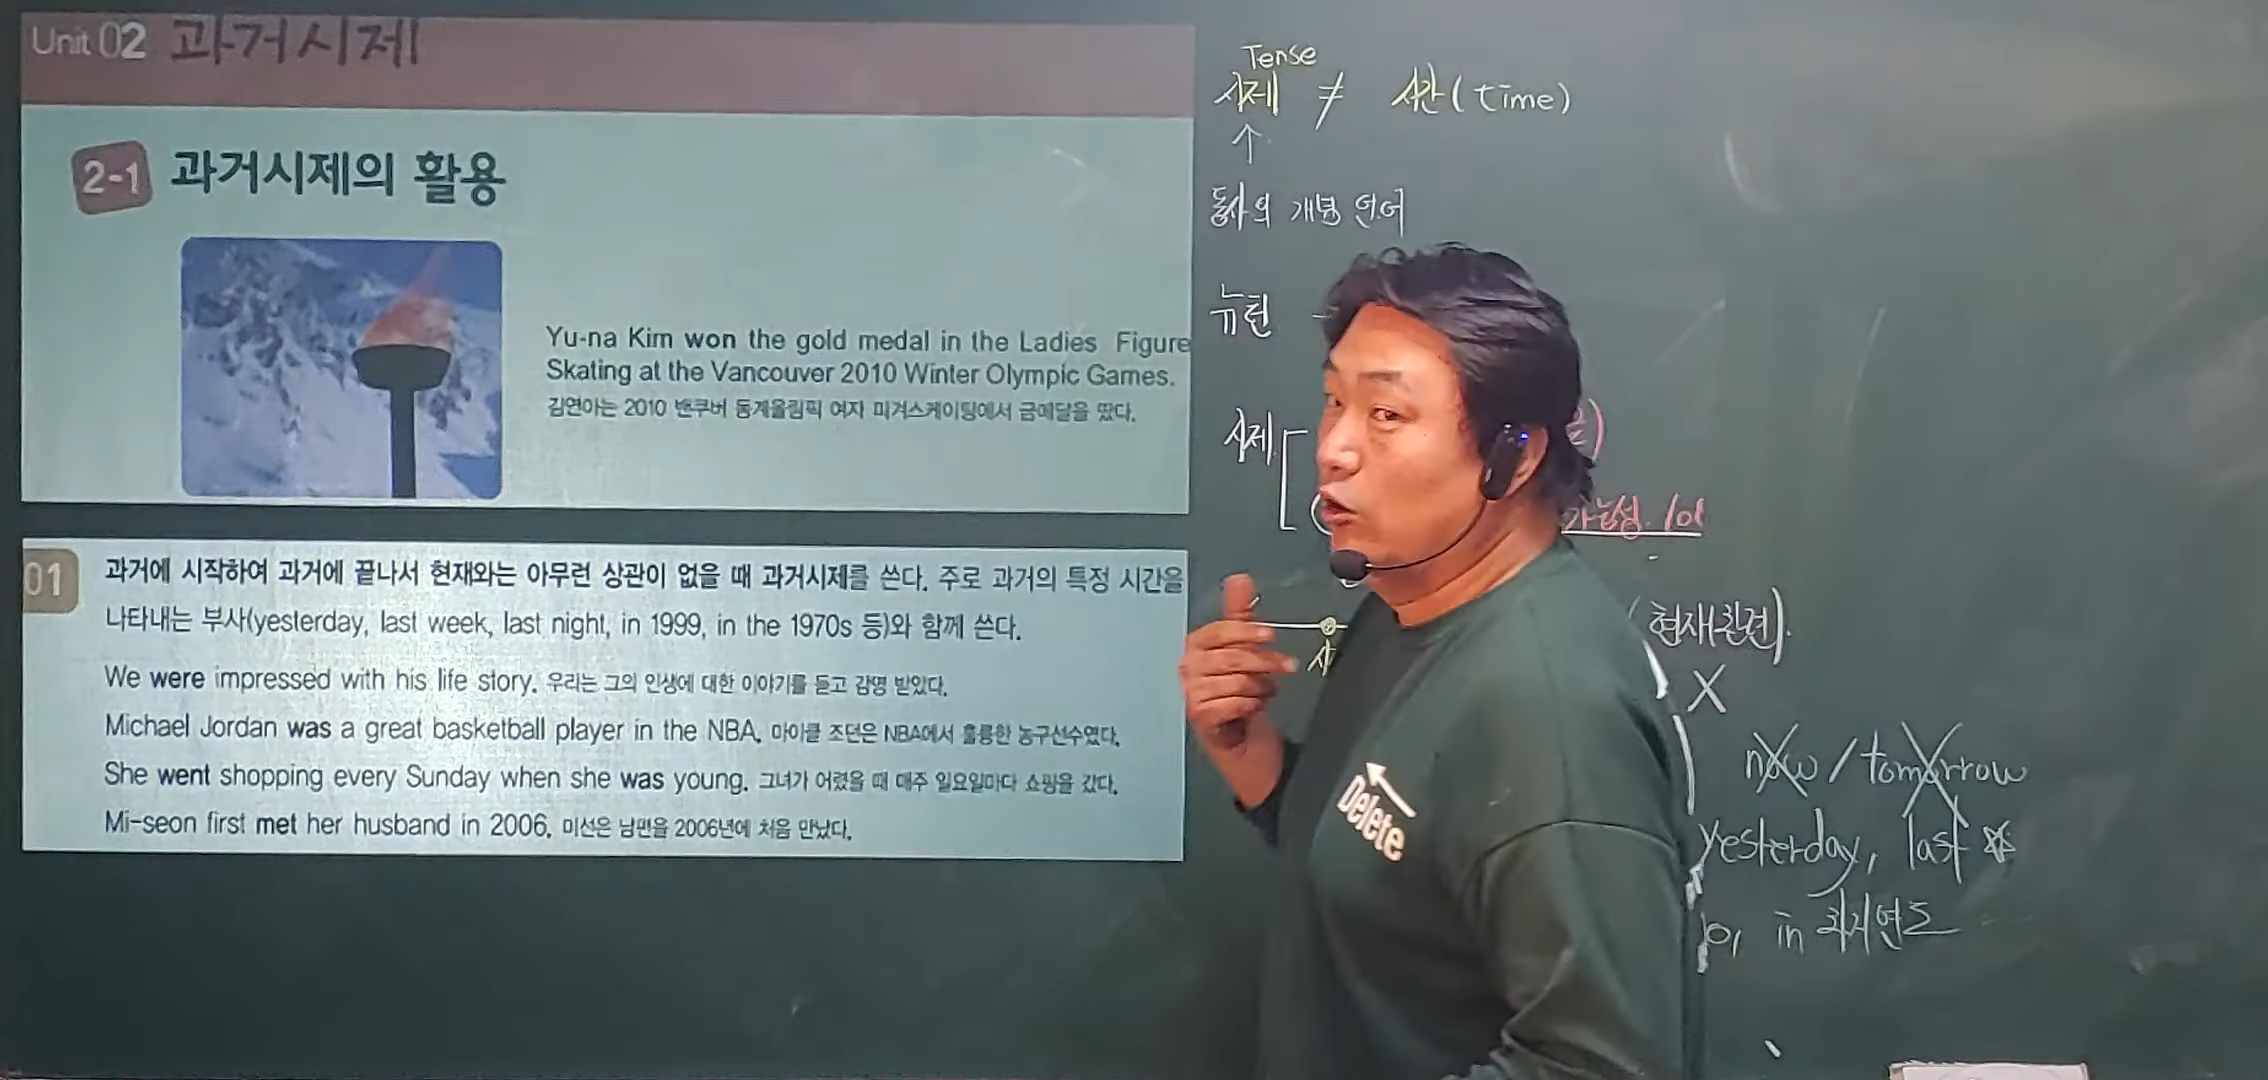 Unit 02 과거시제
2-1 과거시제의 활용
Yu-na Kim won the gold medal in the Ladies Figure
Skating at the Vancouver 2010 Winter Olympic Games.
김연아는 2010 밴쿠버 동계올림픽 여자 피겨스케이팅에서 금메달을 땄다.
01 과거에 시작하여 과거에 끝나서 현재와는 아무런 상관이 없을 때 과거시제를 쓴다. 주로 과거의 특정 시간을
나타내는 부사(yesterday, last week, last night, in 1999, in the 1970s 등)와 함께 쓴다.
We were impressed with his life story. 우리는 그의 인생에 대한 이야기를 듣고 감명 받았다.
Michael Jordan was a great basketball player in the NBA. 마이클 조던은 NBA에서 훌륭한 농구선수였다.
She went shopping every Sunday when she was young. 그녀가 어렸을 때 매주 일요일마다 쇼핑을 갔다.
Mi-seon first met her husband in 2006. 미선은 남편을 2006년에 처음 만났다.
Tense
시제 ≠ 시간(time)
↑
동사의 개념 언어
뉴턴
시제
가능성
Delete
X
now / tomorrow
yesterday, last
in 과거연도